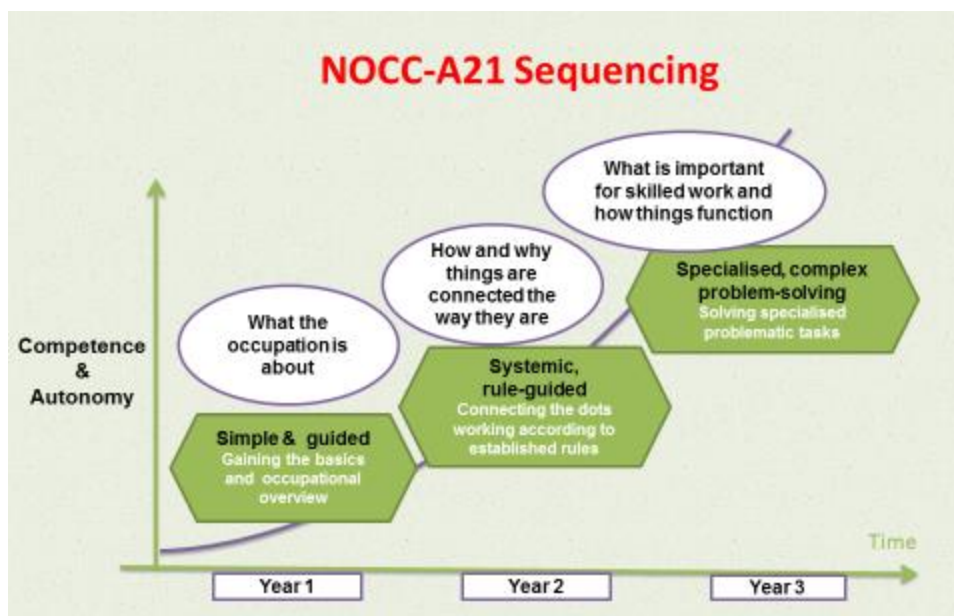 NOCC-A21 Sequencing
What is important
for skilled work and
how things function
How and why
things are
connected the
way they are
Specialised, complex
problem-solving
Solving specialised
problematic tasks
What the
occupation is
about
Competence
&
Autonomy
Systemic,
rule-guided
Connecting the dots
working according to
established rules
Simple & guided
Gaining the basics
and occupational
overview
Time
Year 1
Year 2
Year 3